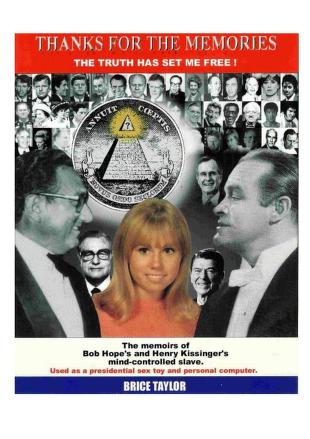 THANKS FOR THE MEMORIES
THE TRUTH HAS SET ME FREE !
ANNUIT CŒPTIS
The memoirs of
Bob Hope's and Henry Kissinger's
mind-controlled slave.
Used as a presidential sex toy and personal computer.
BRICE TAYLOR